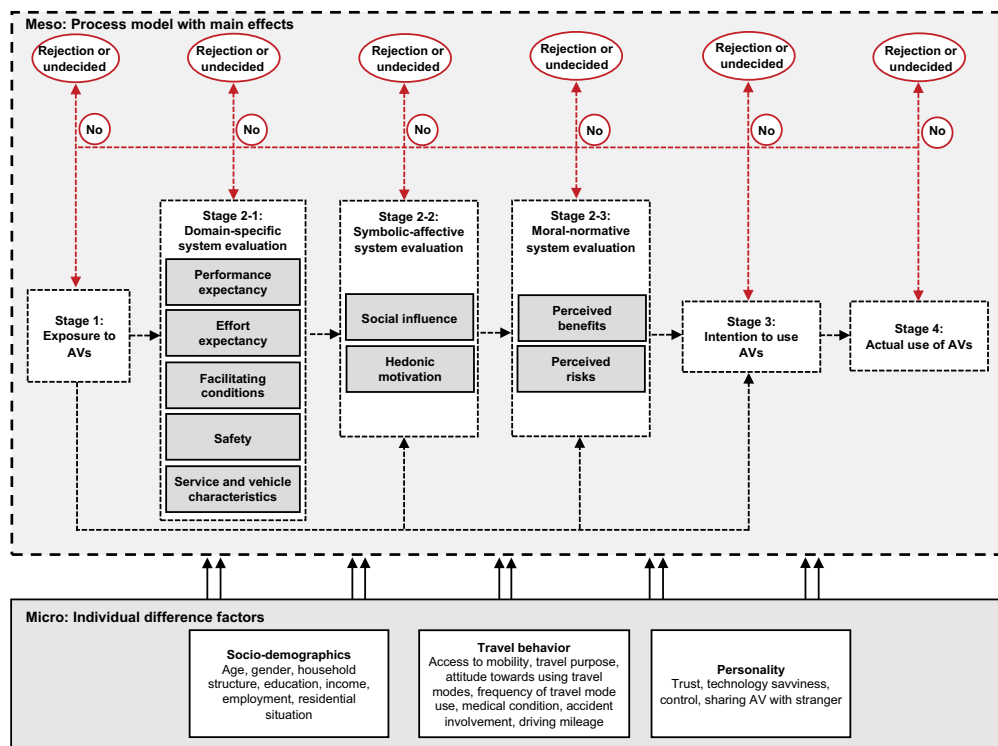 Meso: Process model with main effects
Rejection or
undecided
Rejection or
undecided
Rejection or
undecided
Rejection or
undecided
Rejection or
undecided
Rejection or
undecided
No
No
No
No
No
No
Stage 1:
Exposure to
AVs
Stage 2-1:
Domain-specific
system evaluation
Performance
expectancy
Effort
expectancy
Facilitating
conditions
Safety
Service and vehicle
characteristics
Stage 2-2:
Symbolic-affective
system evaluation
Social influence
Hedonic
motivation
Stage 2-3:
Moral-normative
system evaluation
Perceived
benefits
Perceived
risks
Stage 3:
Intention to use
AVs
Stage 4:
Actual use of AVs
Micro: Individual difference factors
Socio-demographics
Age, gender, household
structure, education, income,
employment, residential
situation
Travel behavior
Access to mobility, travel purpose,
attitude towards using travel
modes, frequency of travel mode
use, medical condition, accident
involvement, driving mileage
Personality
Trust, technology savviness,
control, sharing AV with stranger